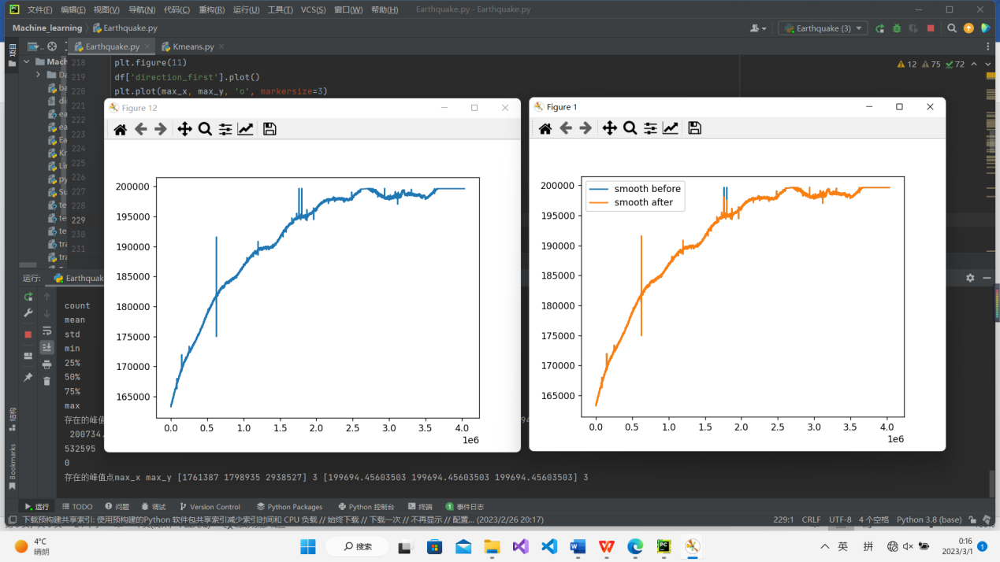 文件(F) 编辑(E) 视图(V) 导航(N) 代码(C) 重构(R) 运行(U) 工具(T) VCS(S) 窗口(W) 帮助(H) Earthquake.py - Earthquake.py
Machine_learning Earthquake.py Earthquake (3)
项目 Earthquake.py Kmeans.py
Mach 218 plt.figure(11) 12 75 72
Da 219 df['direction_first'].plot()
ba 220 plt.plot(max_x, max_y, 'o', markersize=3)
di 221
ea 222
ea 223
Ea 224
Kn 225
Lin 226
py 227
Su 228
te 229
te 230
te 231
tra
tra
Figure 12
200000
195000
190000
185000
180000
175000
170000
165000
0.0 0.5 1.0 1.5 2.0 2.5 3.0 3.5 4.0
1e6
Figure 1
smooth before
smooth after
200000
195000
190000
185000
180000
175000
170000
165000
0.0 0.5 1.0 1.5 2.0 2.5 3.0 3.5 4.0
1e6
运行: Earthquak
count
mean
std
min
25%
50%
75%
max
存在的峰值
200734.
532595
0
存在的峰值点max_x max_y [1761387 1798935 2938527] 3 [199694.45603503 199694.45603503 199694.45603503] 3
结构
Bookmarks
运行 TODO 问题 调试 Version Control Python Packages Python 控制台 终端 1 事件日志
下载预构建共享索引: 使用预构建的Python 软件包共享索引减少索引时间和 CPU 负载 // 始终下载 // 下载一次 // 不再显示 // 配置... (2023/2/26 20:17) 229:1 CRLF UTF-8 4 个空格 Python 3.8 (base)
4°C
晴朗
搜索
英 拼
0:16
2023/3/1
1